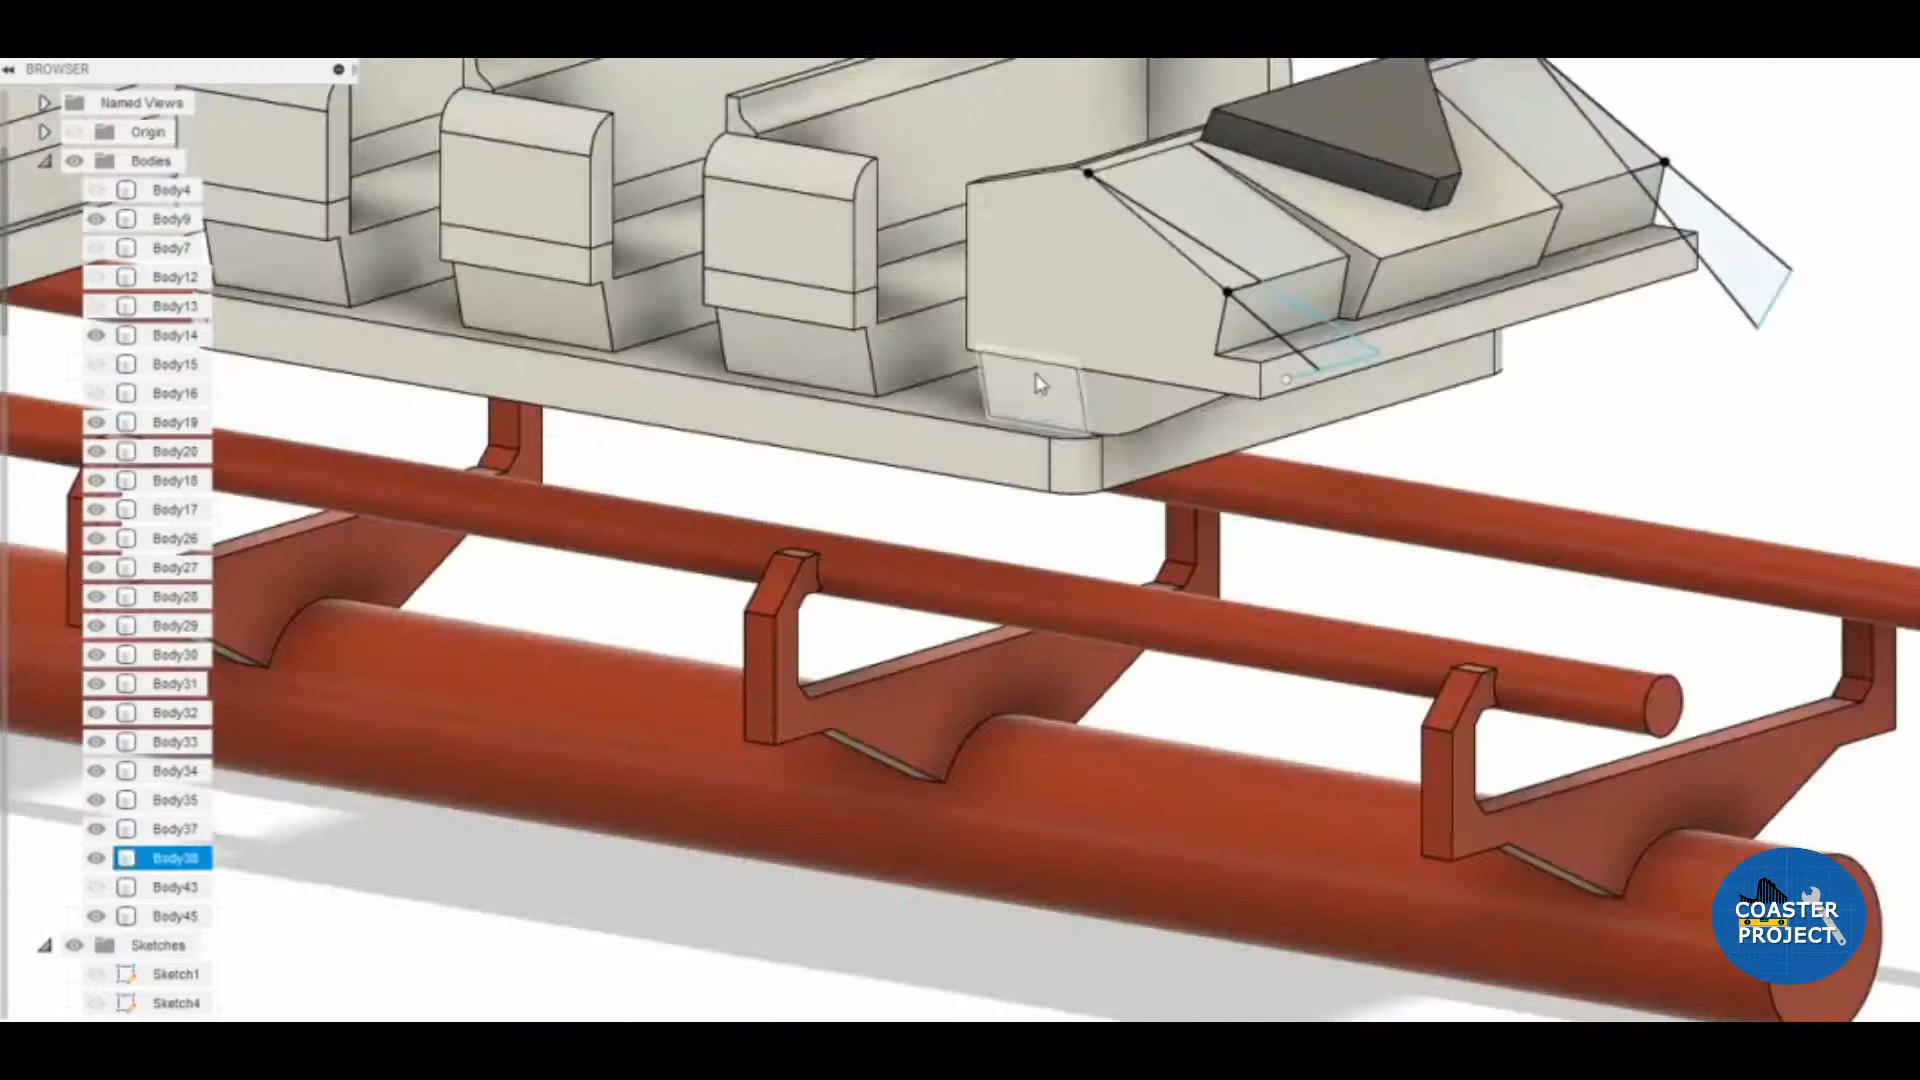 BROWSER
Named Views
Origin
Bodies
Body4
Body9
Body7
Body12
Body13
Body14
Body15
Body16
Body19
Body20
Body18
Body17
Body26
Body27
Body28
Body29
Body30
Body31
Body32
Body33
Body34
Body35
Body37
Body38
Body43
Body45
Sketches
Sketch1
Sketch4
COASTER
PROJECT